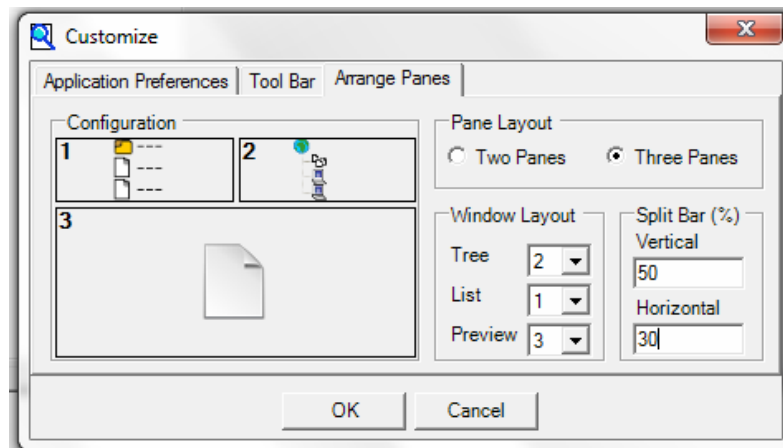 Customize
Application Preferences
Tool Bar
Arrange Panes
Configuration
1
---
---
---
2
3
Pane Layout
Two Panes
Three Panes
Window Layout
Tree 2
List 1
Preview 3
Split Bar (%)
Vertical
50
Horizontal
30
OK
Cancel